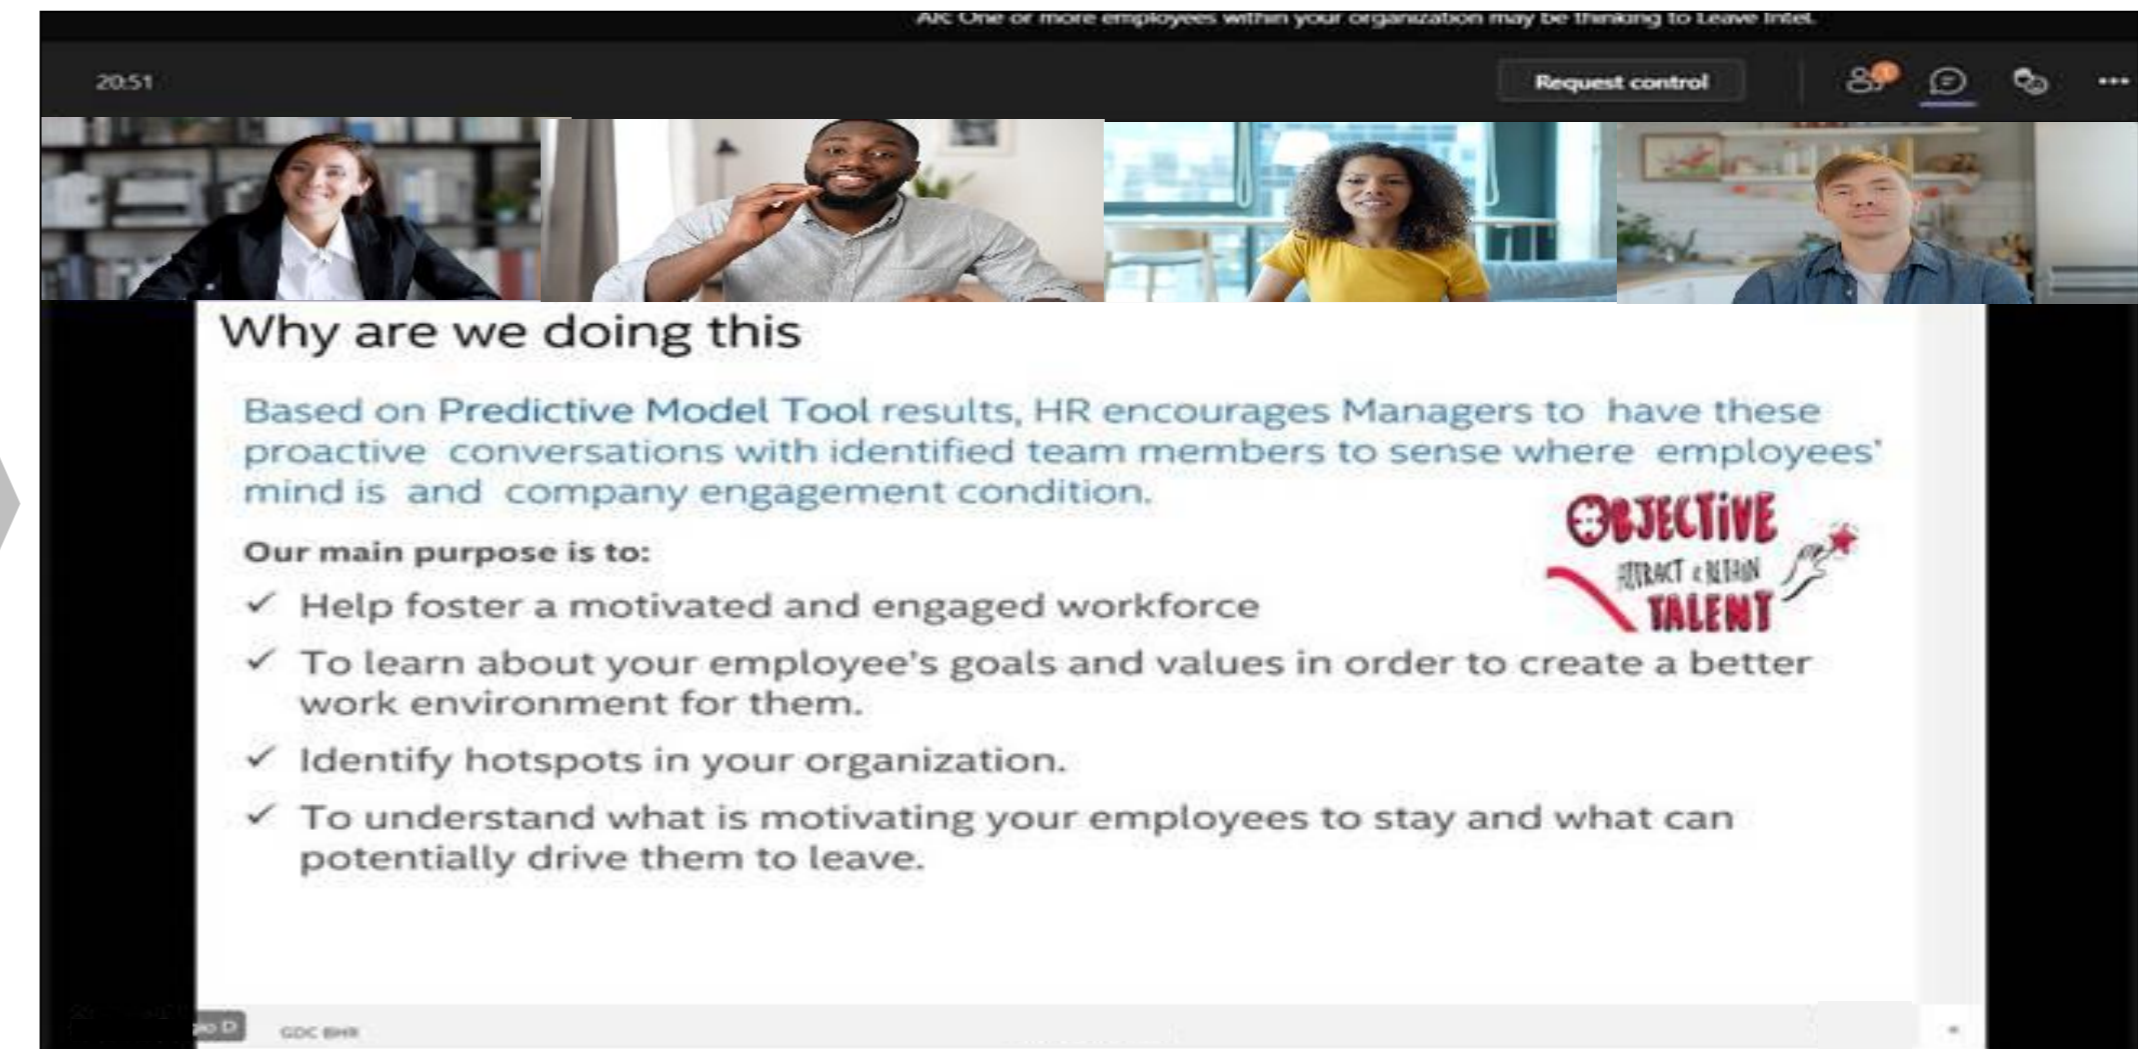 AR: One or more employees within your organization may be thinking to Leave Intel.
20:51
Request control
Why are we doing this
Based on Predictive Model Tool results, HR encourages Managers to have these
proactive conversations with identified team members to sense where employees'
mind is and company engagement condition.
OBJECTIVE
ATTRACT & RETAIN
TALENT
Our main purpose is to:
✓ Help foster a motivated and engaged workforce
✓ To learn about your employee's goals and values in order to create a better
work environment for them.
✓ Identify hotspots in your organization.
✓ To understand what is motivating your employees to stay and what can
potentially drive them to leave.
D
GDC BHR